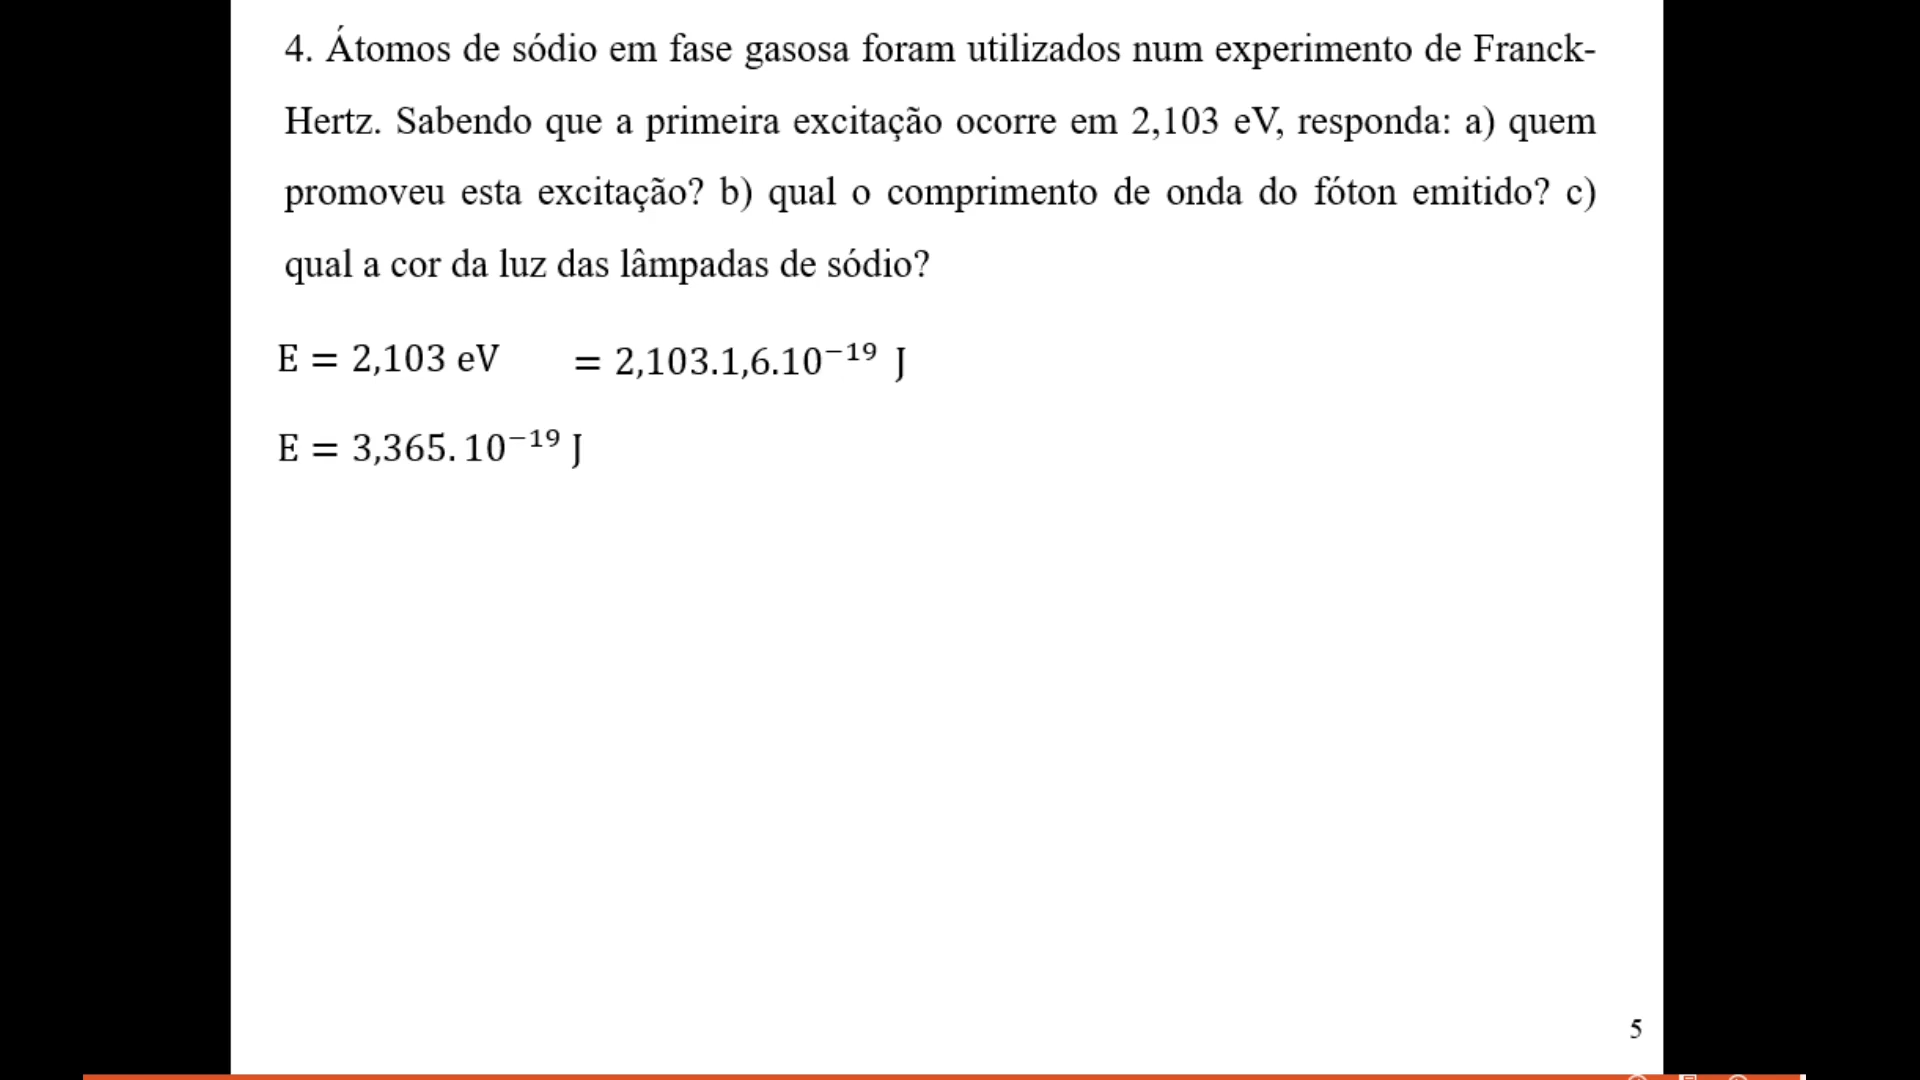 4. Átomos de sódio em fase gasosa foram utilizados num experimento de Franck-
Hertz. Sabendo que a primeira excitação ocorre em 2,103 eV, responda: a) quem
promoveu esta excitação? b) qual o comprimento de onda do fóton emitido? c)
qual a cor da luz das lâmpadas de sódio?
E = 2,103 eV = 2,103.1,6.10⁻¹⁹ J
E = 3,365. 10⁻¹⁹ J
5